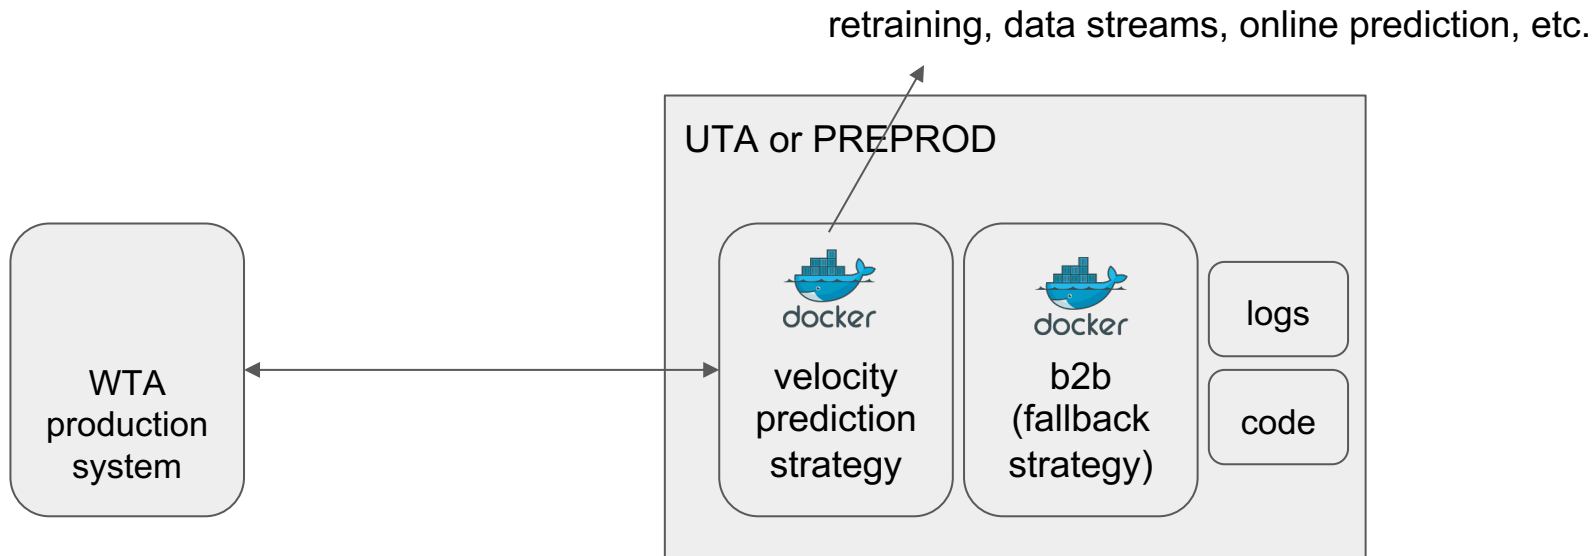 retraining, data streams, online prediction, etc.
UTA or PREPROD
WTA
production
system
docker
velocity
prediction
strategy
docker
b2b
(fallback
strategy)
logs
code